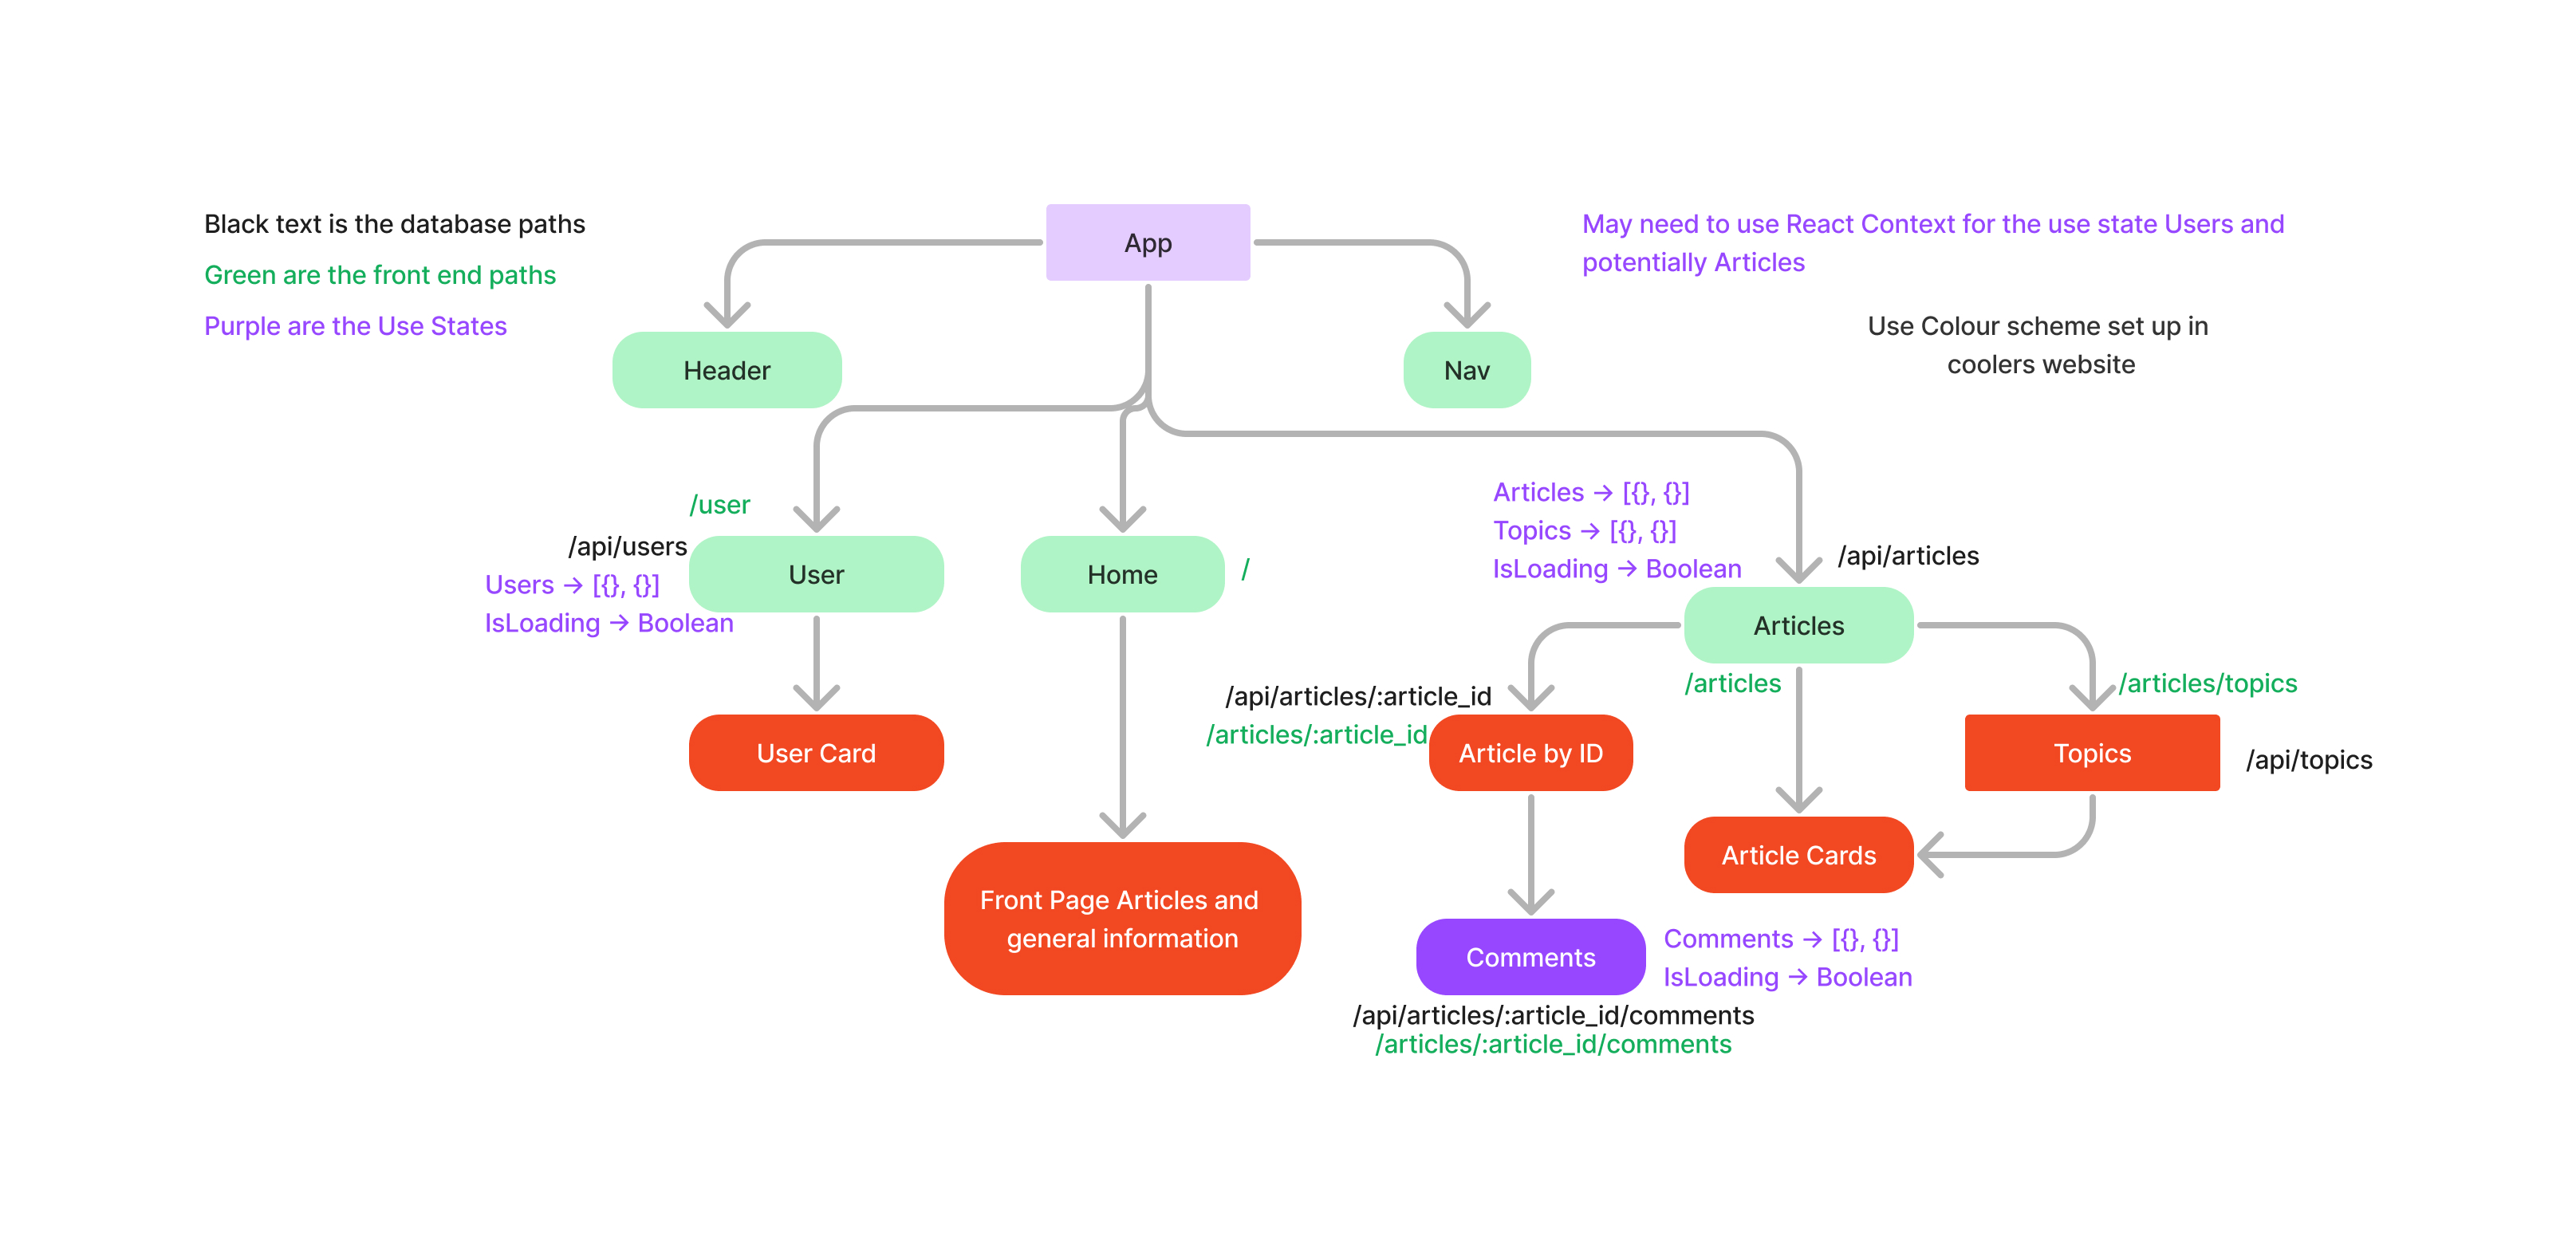 Black text is the database paths
Green are the front end paths
Purple are the Use States
App
May need to use React Context for the use state Users and
potentially Articles
Use Colour scheme set up in
coolers website
Header
Nav
/user
/api/users
Users → [{}, {}]
IsLoading → Boolean
User
Home
/
Articles → [{}, {}]
Topics → [{}, {}]
IsLoading → Boolean
/api/articles
Articles
/articles
/articles/topics
/api/articles/:article_id
/articles/:article_id
User Card
Article by ID
Topics
/api/topics
Article Cards
Front Page Articles and
general information
Comments
Comments → [{}, {}]
IsLoading → Boolean
/api/articles/:article_id/comments
/articles/:article_id/comments